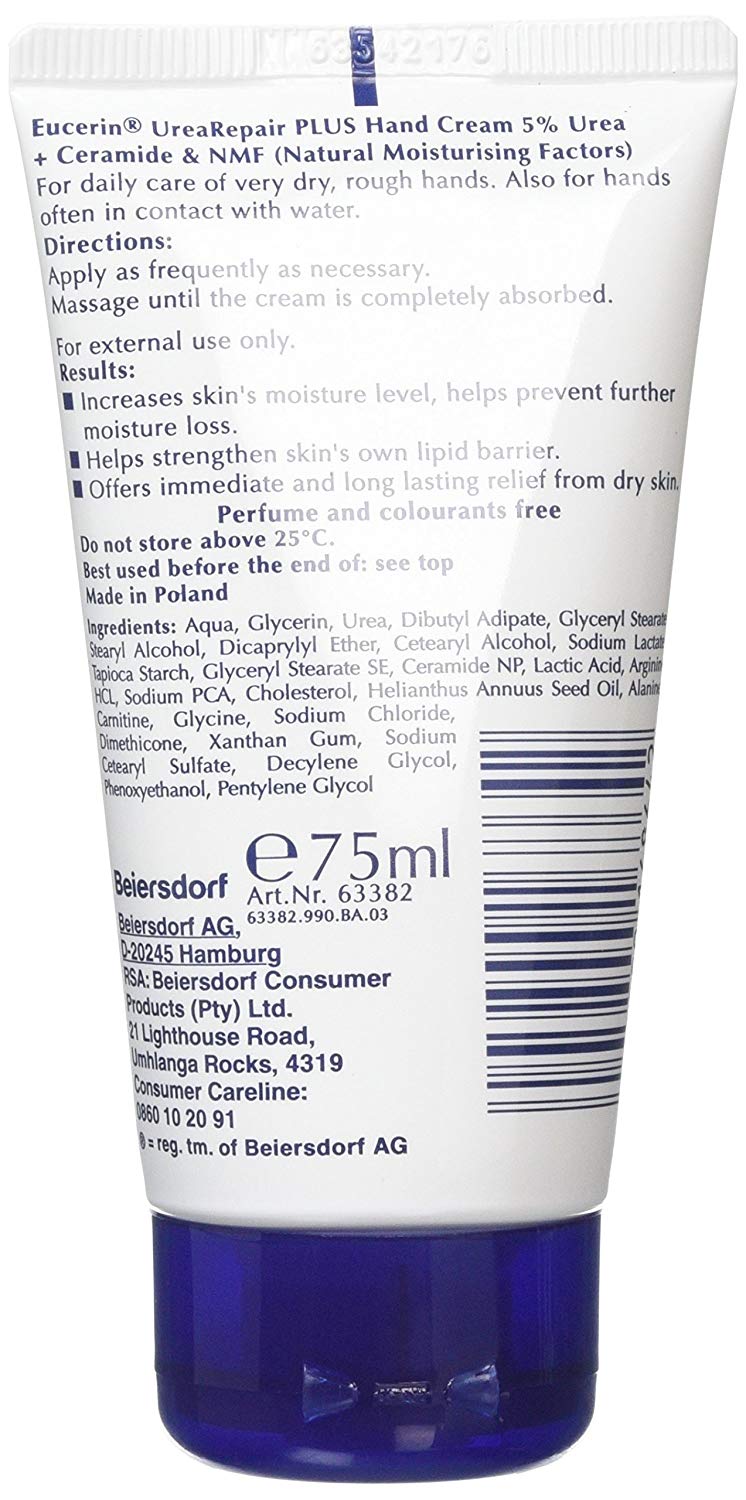 63542176
Eucerin® UreaRepair PLUS Hand Cream 5% Urea
+ Ceramide & NMF (Natural Moisturising Factors)
For daily care of very dry, rough hands. Also for hands
often in contact with water.
Directions:
Apply as frequently as necessary.
Massage until the cream is completely absorbed.
For external use only.
Results:
Increases skin's moisture level, helps prevent further
moisture loss.
Helps strengthen skin's own lipid barrier.
Offers immediate and long lasting relief from dry skin.
Perfume and colourants free
Do not store above 25°C.
Best used before the end of: see top
Made in Poland
Ingredients: Aqua, Glycerin, Urea, Dibutyl Adipate, Glyceryl Stearate
Stearyl Alcohol, Dicaprylyl Ether, Cetearyl Alcohol, Sodium Lactate
Tapioca Starch, Glyceryl Stearate SE, Ceramide NP, Lactic Acid, Arginin
HCL, Sodium PCA, Cholesterol, Helianthus Annuus Seed Oil, Alanin
Carnitine, Glycine, Sodium Chloride,
Dimethicone, Xanthan Gum, Sodium
Cetearyl Sulfate, Decylene Glycol,
Phenoxyethanol, Pentylene Glycol
e 75ml
Beiersdorf
Art.Nr. 63382
63382.990.BA.03
Beiersdorf AG,
D-20245 Hamburg
RSA: Beiersdorf Consumer
Products (Pty) Ltd.
21 Lighthouse Road,
Umhlanga Rocks, 4319
Consumer Careline:
0860 10 20 91
® = reg. tm. of Beiersdorf AG